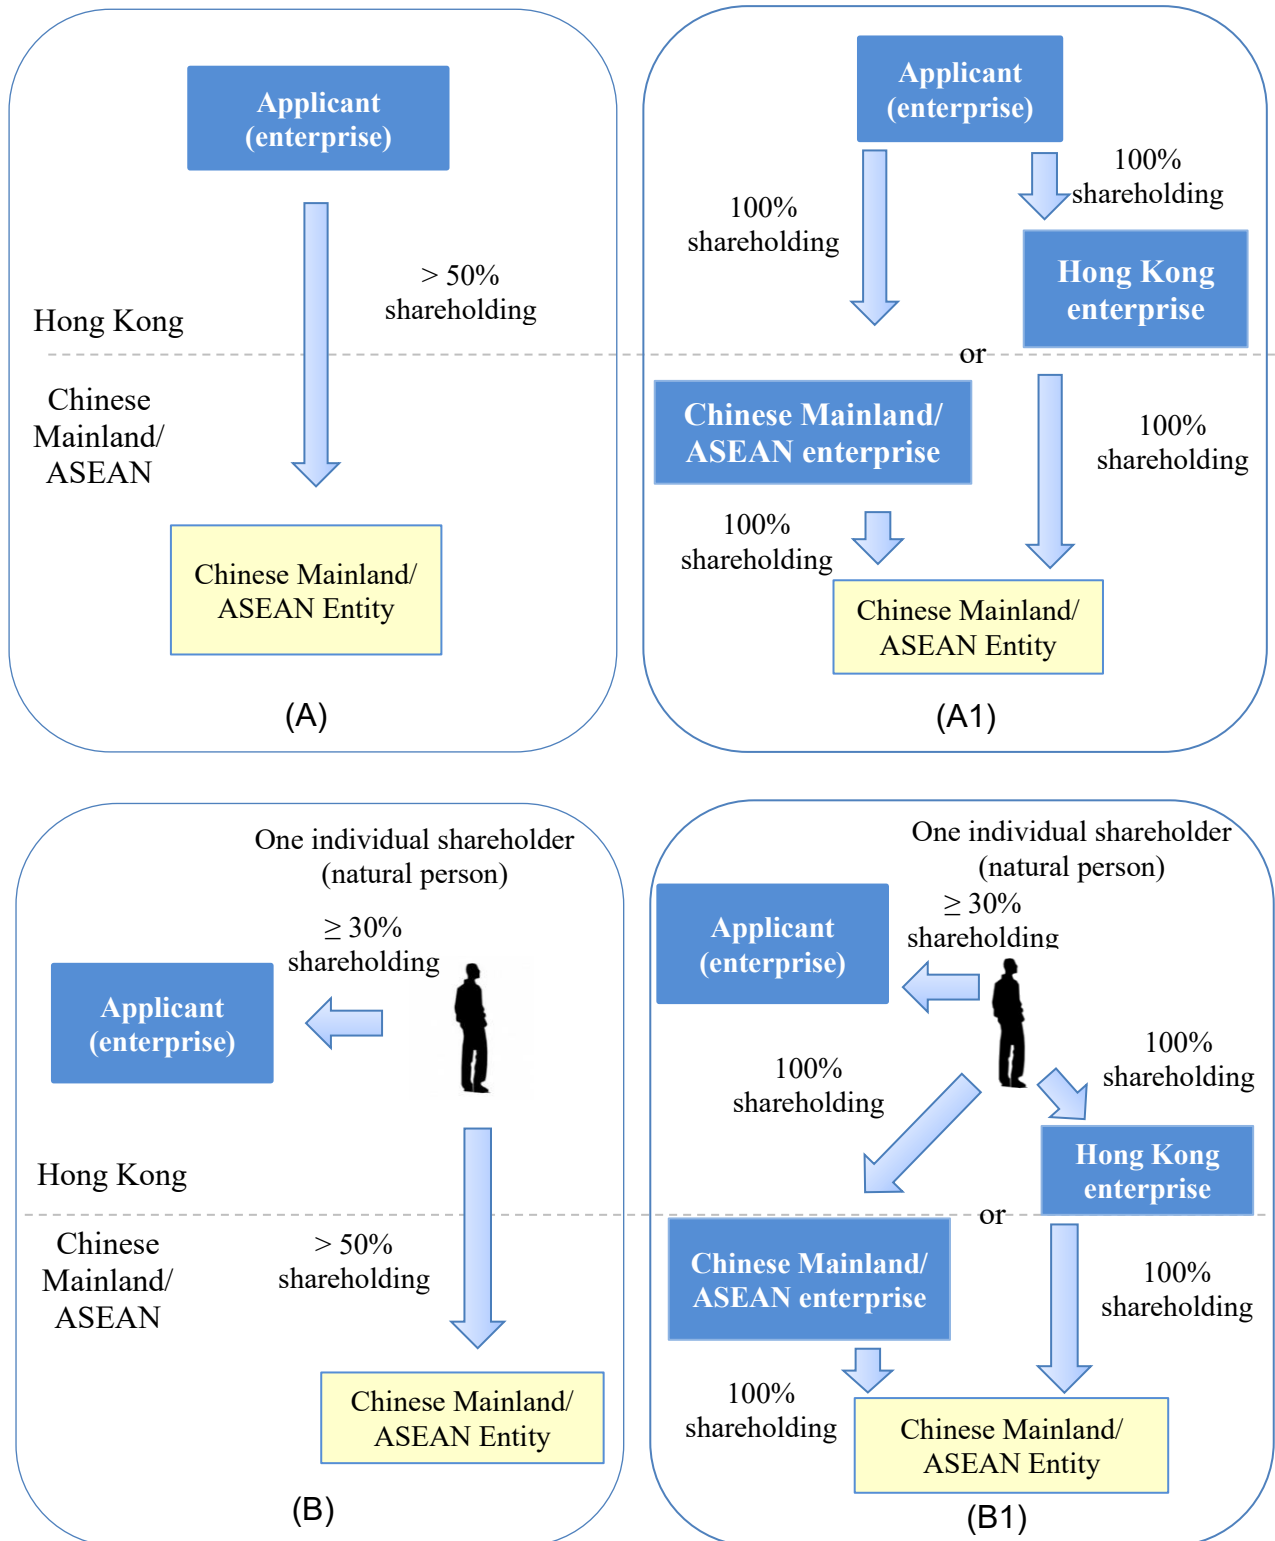 Applicant
(enterprise)
> 50%
shareholding
Hong Kong
Chinese
Mainland/
ASEAN
Chinese Mainland/
ASEAN Entity
(A)
Applicant
(enterprise)
100%
shareholding
100%
shareholding
Hong Kong
enterprise
or
Chinese Mainland/
ASEAN enterprise
100%
shareholding
100%
shareholding
Chinese Mainland/
ASEAN Entity
(A1)
One individual shareholder
(natural person)
≥ 30%
shareholding
Applicant
(enterprise)
Hong Kong
Chinese
Mainland/
ASEAN
> 50%
shareholding
Chinese Mainland/
ASEAN Entity
(B)
One individual shareholder
(natural person)
≥ 30%
shareholding
Applicant
(enterprise)
100%
shareholding
100%
shareholding
Hong Kong
enterprise
or
Chinese Mainland/
ASEAN enterprise
100%
shareholding
100%
shareholding
Chinese Mainland/
ASEAN Entity
(B1)